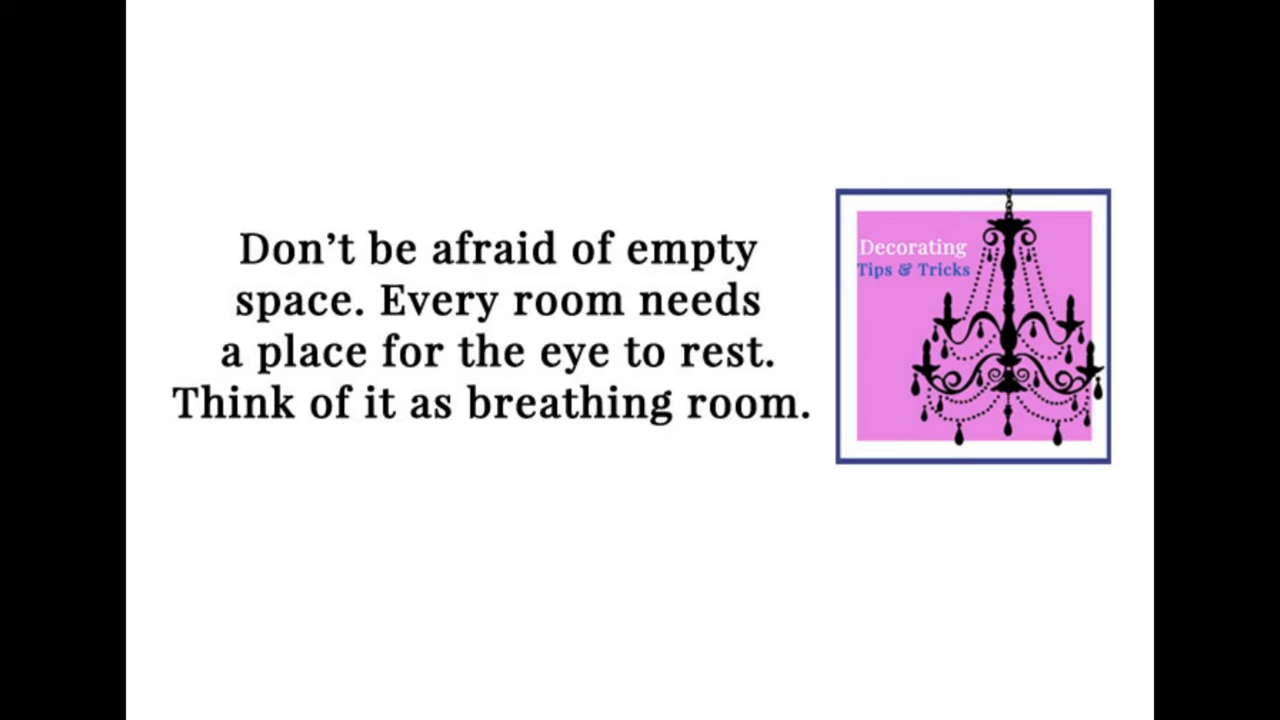 Don’t be afraid of empty
space. Every room needs
a place for the eye to rest.
Think of it as breathing room.
Decorating
Tips & Tricks